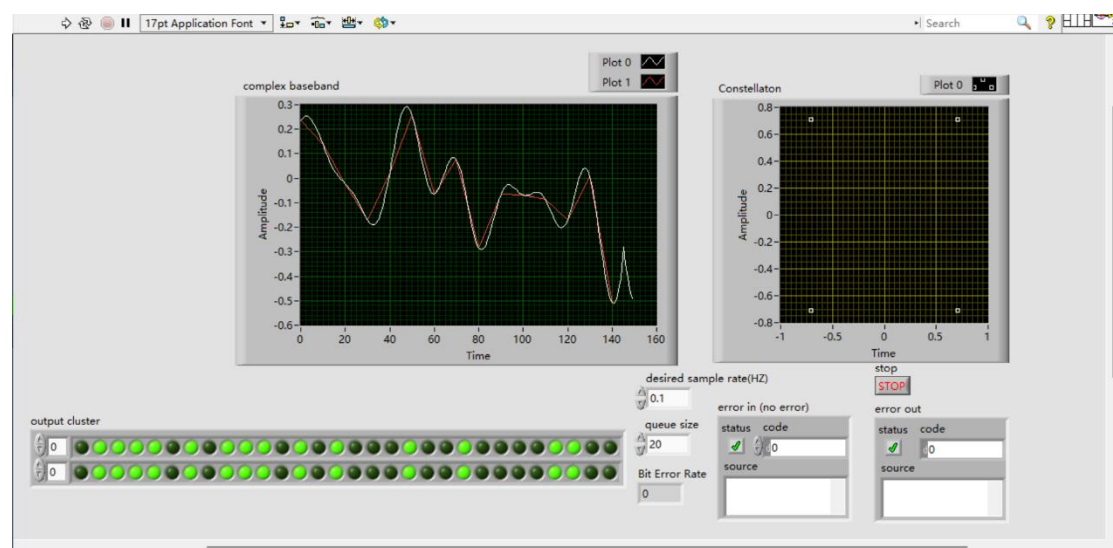 17pt Application Font
Search
complex baseband
Plot 0
Plot 1
Amplitude
0.3
0.2
0.1
0
-0.1
-0.2
-0.3
-0.4
-0.5
-0.6
0 20 40 60 80 100 120 140 160
Time
Constellaton
Plot 0
Amplitude
0.8
0.6
0.4
0.2
0
-0.2
-0.4
-0.6
-0.8
-1 -0.5 0 0.5 1
Time
stop
STOP
desired sample rate(HZ)
0.1
queue size
20
Bit Error Rate
0
error in (no error)
status code
0
source
error out
status code
0
source
output cluster
0
0